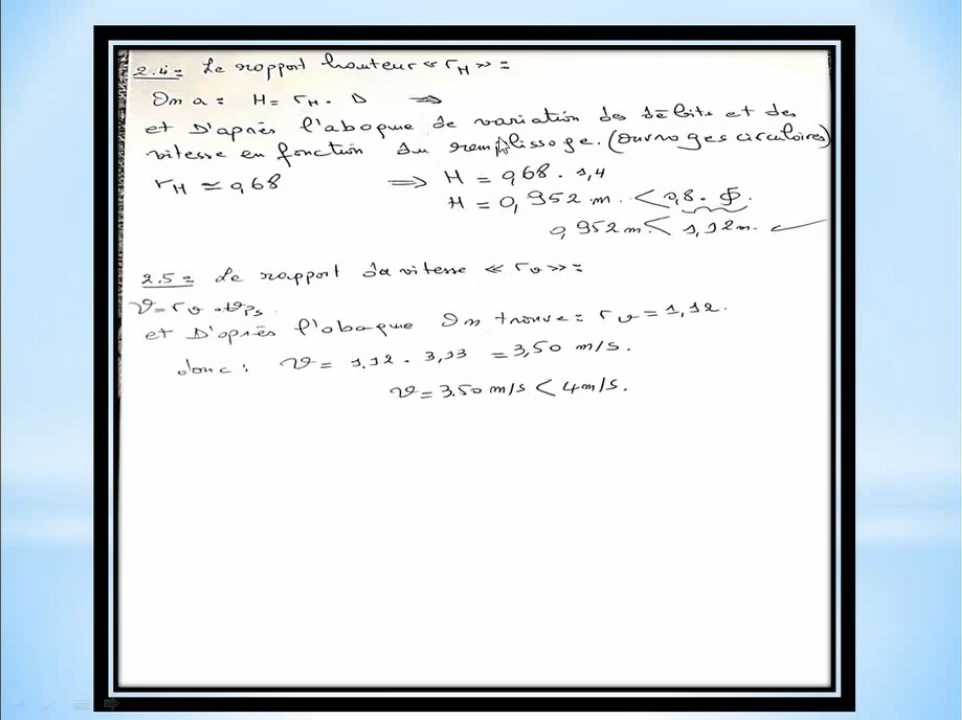 2.4 = Le rapport hauteur « rH » =
On a : H = rH . D ⟹
et D'après l'abaque de variation des débits et des
vitesse en fonction du remplissage. (Ouvrages circulaires)
rH ≃ 0,68 ⟹ H = 0,68 . 1,4
H = 0,952 m. < 0,8 . Φ.
0,952 m < 1,12 m.
2.5 = Le rapport da vitesse « rv » =
V = rv . VPs
et D'après l'abaque On trouve = rv = 1,12.
donc : V = 1,12 . 3,13 = 3,50 m/s.
V = 3.50 m/s < 4 m/s.